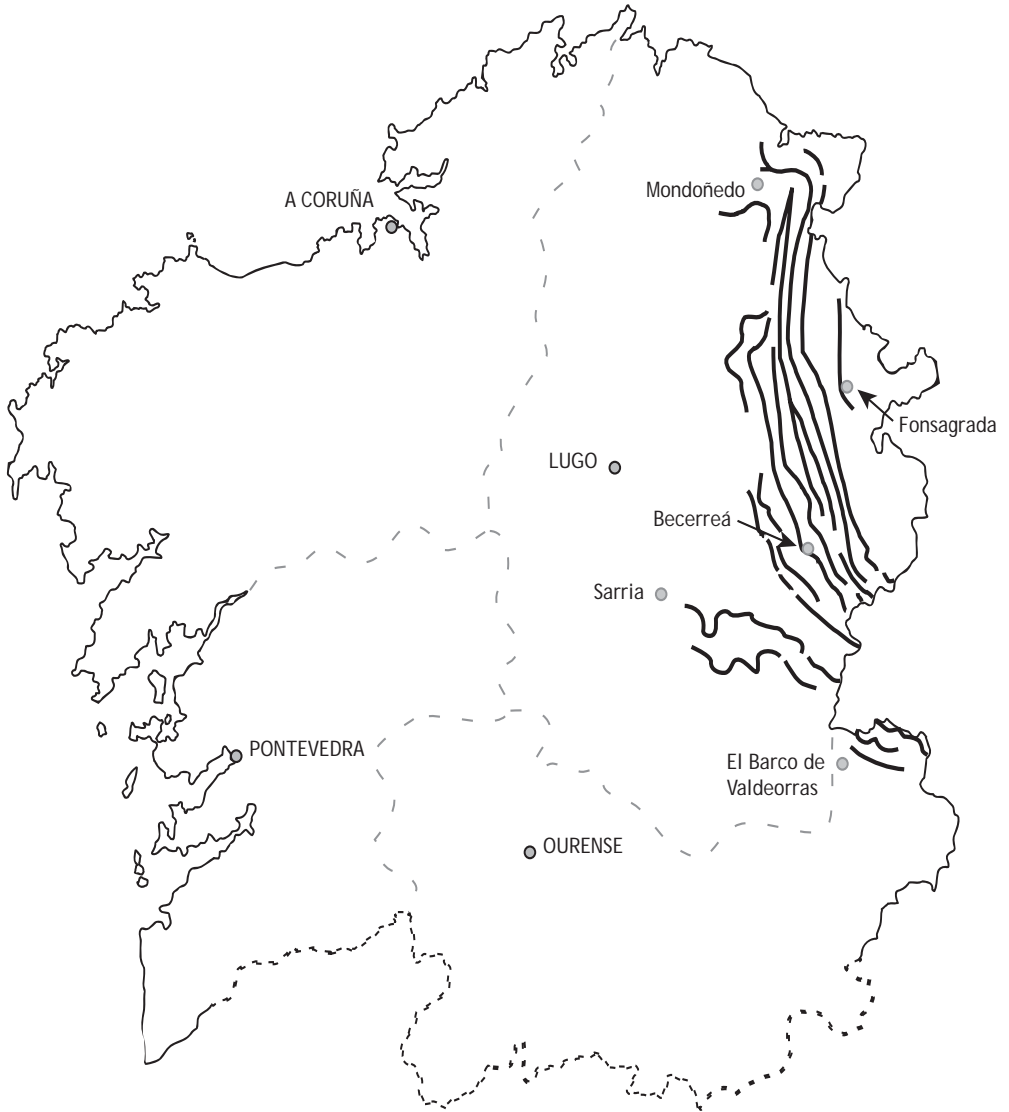 Mondoñedo
A CORUÑA
Fonsagrada
LUGO
Becerreá
Sarria
PONTEVEDRA
El Barco de
Valdeorras
OURENSE